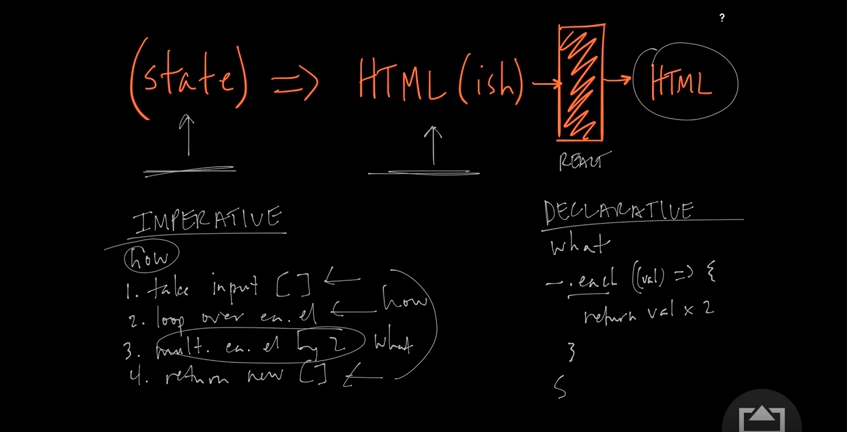 ?
(state) => HTML(ish) → → HTML
REACT
IMPERATIVE
how
1. take input [ ] ←
2. loop over ea. el ← how
3. mult. ea. el by 2 what
4. return new [ ] ←
DECLARATIVE
what
_.each((val) => {
return val x 2
}